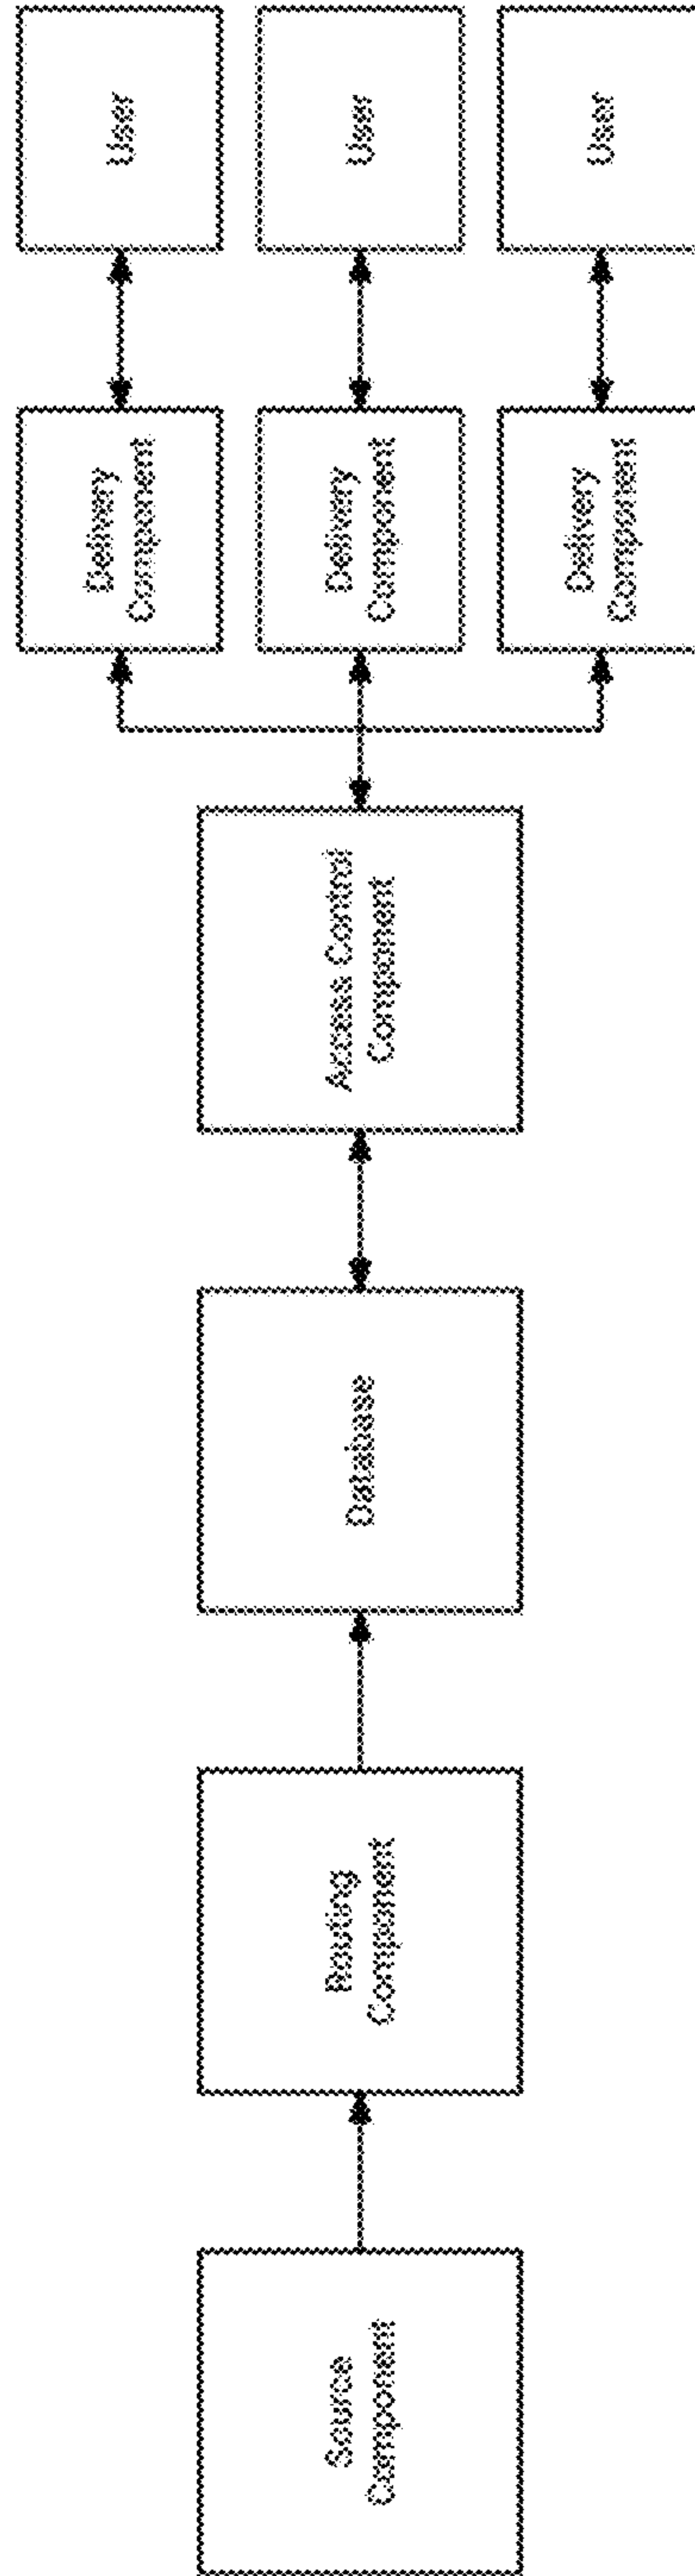 Source
Component
Routing
Component
Database
Access Control
Component
Delivery
Component
Delivery
Component
Delivery
Component
User
User
User